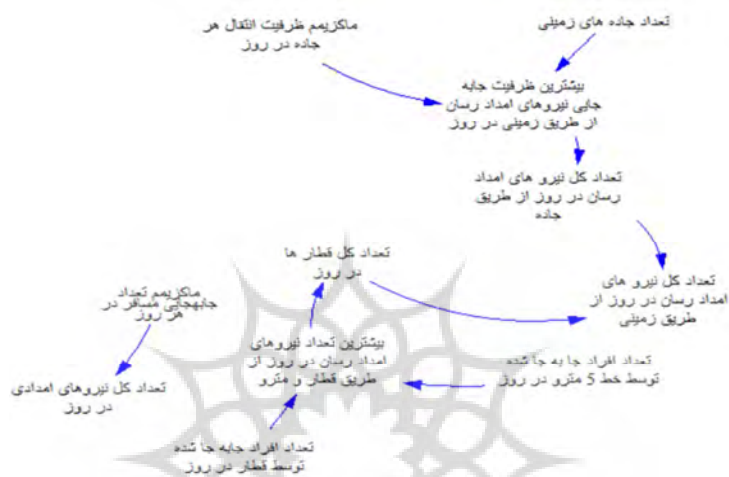 تعداد جاده های زمینی
ماکزیمم ظرفیت انتقال هر
جاده در روز
بیشترین ظرفیت جابه
جایی نیروهای امداد رسان
از طریق زمینی در روز
تعداد کل نیرو های امداد
رسان در روز از طریق
جاده
تعداد کل قطار ها
در روز
تعداد کل نیرو های
امداد رسان در روز از
طریق زمینی
ماکزیمم تعداد
جابهجایی مسافر در
هر روز
بیشترین تعداد نیروهای
امداد رسان در روز از
طریق قطار و مترو
تعداد افراد جا به جا شده
توسط خط 5 مترو در روز
تعداد کل نیروهای امدادی
در روز
تعداد افراد جابه جا شده
توسط قطار در روز